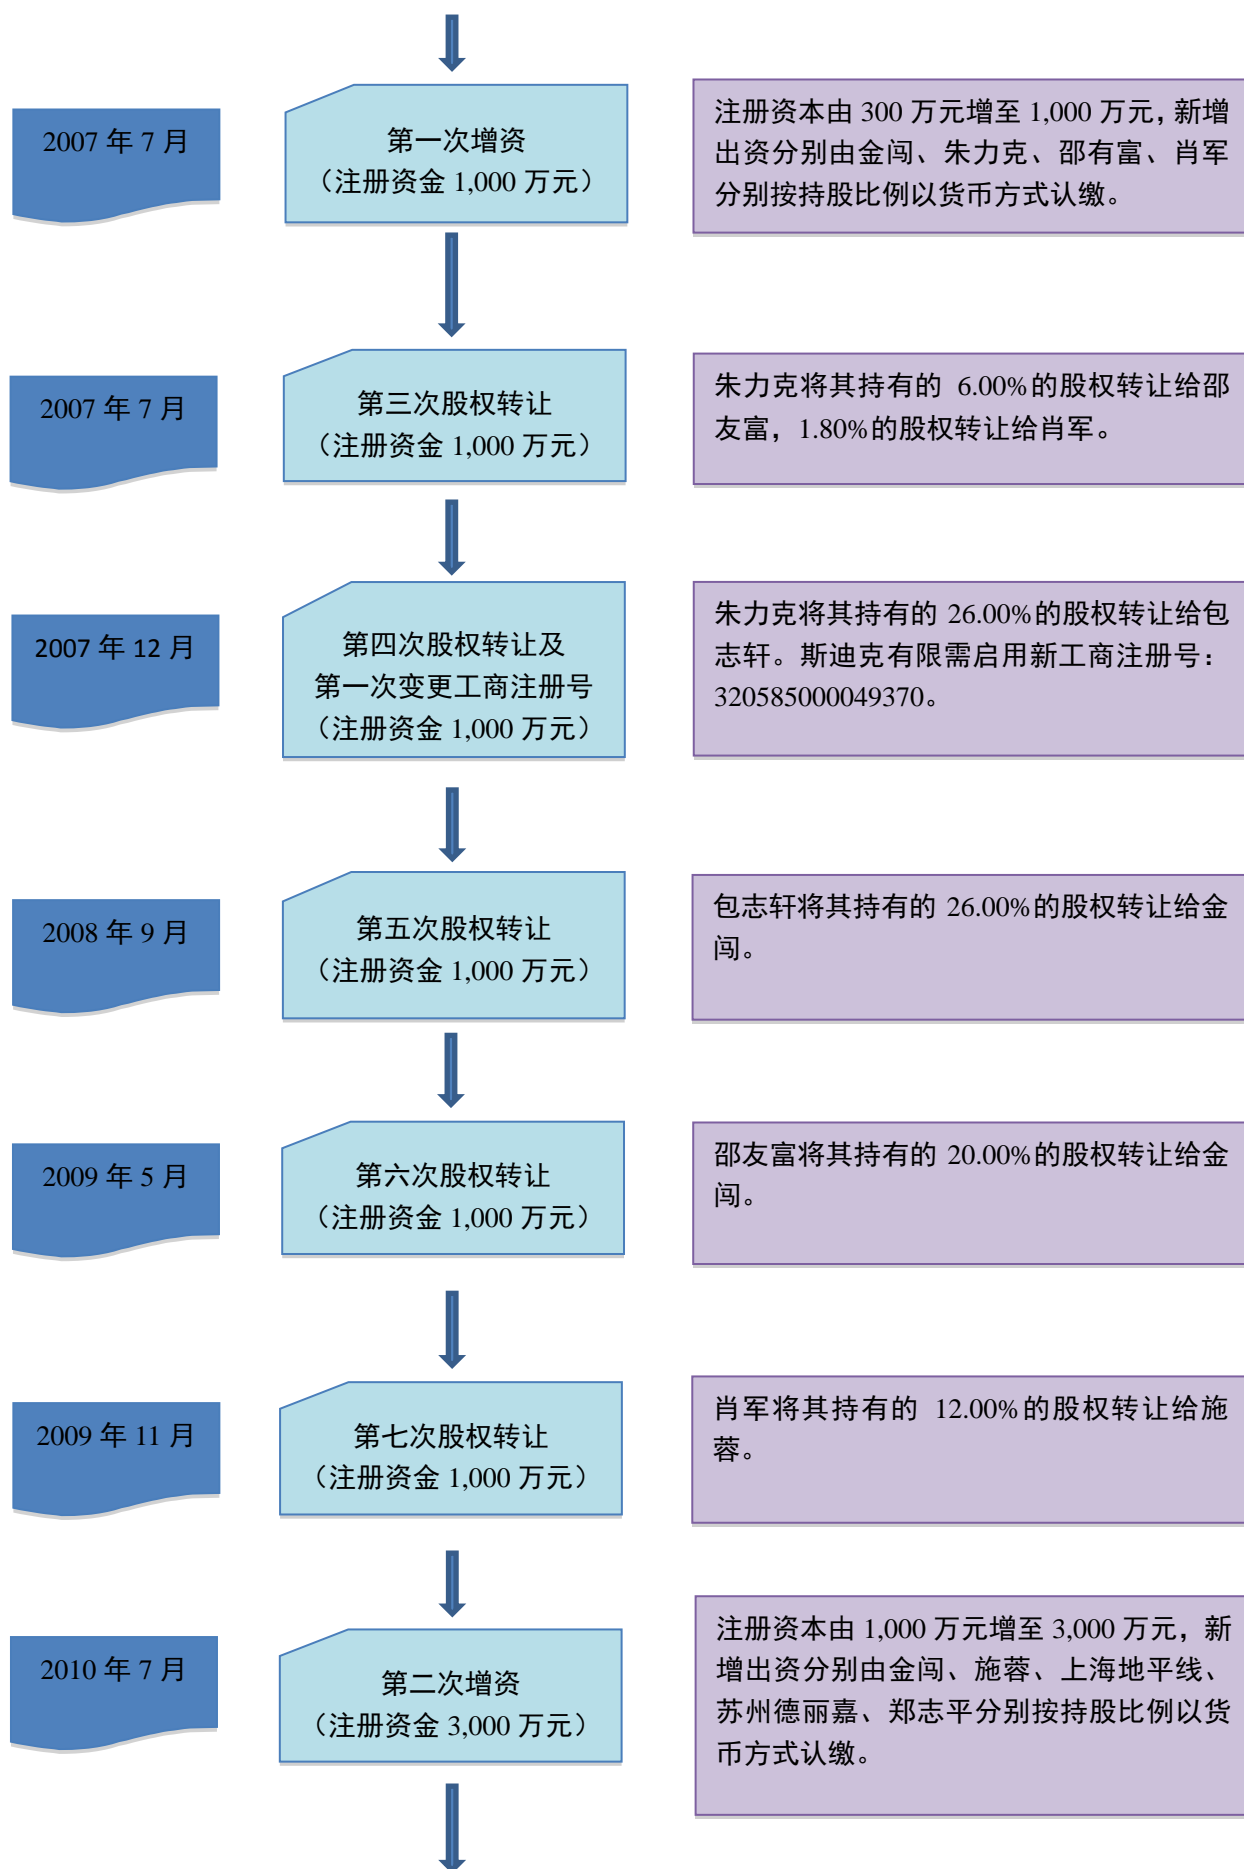 2007 年 7 月
第一次增资
（注册资金 1,000 万元）
注册资本由 300 万元增至 1,000 万元，新增
出资分别由金闯、朱力克、邵有富、肖军
分别按持股比例以货币方式认缴。
2007 年 7 月
第三次股权转让
（注册资金 1,000 万元）
朱力克将其持有的 6.00%的股权转让给邵
友富，1.80%的股权转让给肖军。
2007 年 12 月
第四次股权转让及
第一次变更工商注册号
（注册资金 1,000 万元）
朱力克将其持有的 26.00%的股权转让给包
志轩。斯迪克有限需启用新工商注册号：
320585000049370。
2008 年 9 月
第五次股权转让
（注册资金 1,000 万元）
包志轩将其持有的 26.00%的股权转让给金
闯。
2009 年 5 月
第六次股权转让
（注册资金 1,000 万元）
邵友富将其持有的 20.00%的股权转让给金
闯。
2009 年 11 月
第七次股权转让
（注册资金 1,000 万元）
肖军将其持有的 12.00%的股权转让给施
蓉。
2010 年 7 月
第二次增资
（注册资金 3,000 万元）
注册资本由 1,000 万元增至 3,000 万元，新
增出资分别由金闯、施蓉、上海地平线、
苏州德丽嘉、郑志平分别按持股比例以货
币方式认缴。